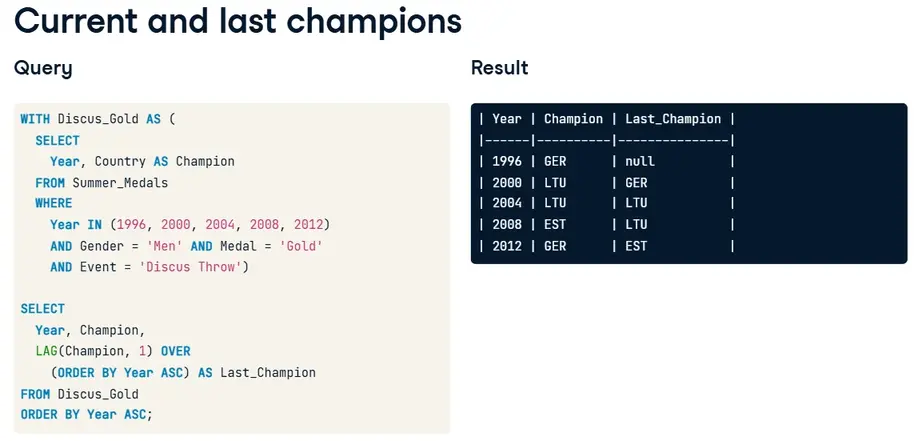 Current and last champions
Query
WITH Discus_Gold AS (
SELECT
Year, Country AS Champion
FROM Summer_Medals
WHERE
Year IN (1996, 2000, 2004, 2008, 2012)
AND Gender = 'Men' AND Medal = 'Gold'
AND Event = 'Discus Throw')
SELECT
Year, Champion,
LAG(Champion, 1) OVER
(ORDER BY Year ASC) AS Last_Champion
FROM Discus_Gold
ORDER BY Year ASC;
Result
| Year | Champion | Last_Champion |
|------|----------|---------------|
| 1996 | GER | null |
| 2000 | LTU | GER |
| 2004 | LTU | LTU |
| 2008 | EST | LTU |
| 2012 | GER | EST |